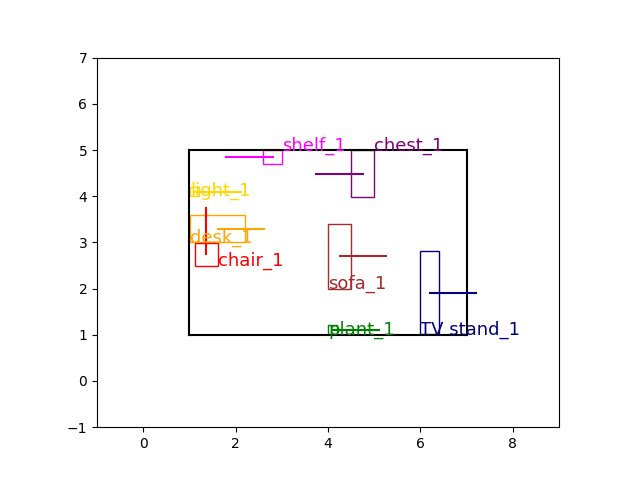 7
6
5
4
3
2
1
0
−1
shelf_1
chest_1
light_1
desk_1
chair_1
sofa_1
plant_1
TV stand_1
0
2
4
6
8